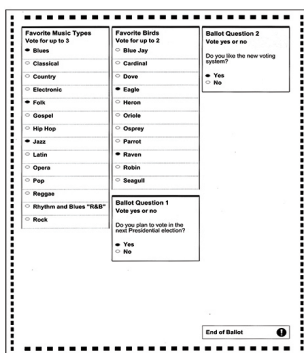 Favorite Music Types
Vote for up to 3
Blues
Classical
Country
Electronic
Folk
Gospel
Hip Hop
Jazz
Latin
Opera
Pop
Reggae
Rhythm and Blues "R&B"
Rock
Favorite Birds
Vote for up to 2
Blue Jay
Cardinal
Dove
Eagle
Heron
Oriole
Osprey
Parrot
Raven
Robin
Seagull
Ballot Question 1
Vote yes or no
Do you plan to vote in the
next Presidential election?
Yes
No
Ballot Question 2
Vote yes or no
Do you like the new voting
system?
Yes
No
End of Ballot